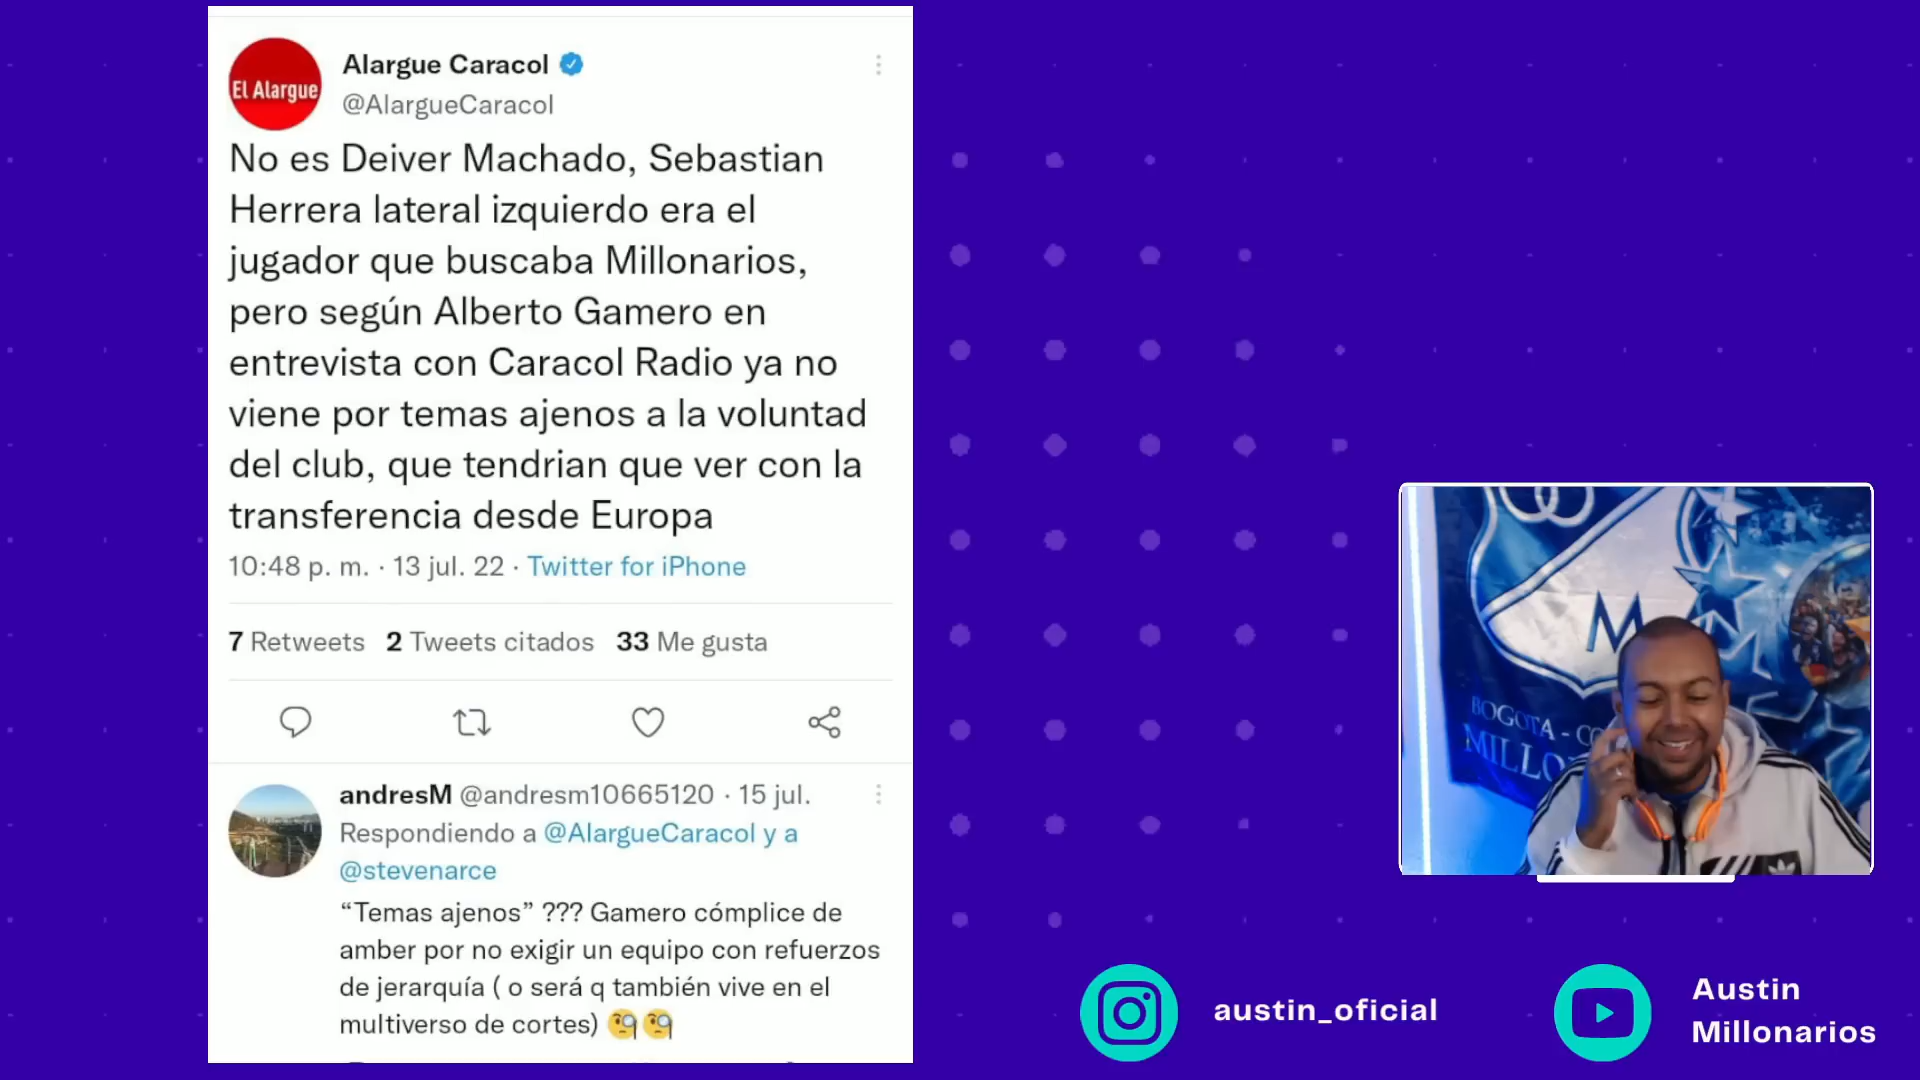 El Alargue
Alargue Caracol
@AlargueCaracol
No es Deiver Machado, Sebastian
Herrera lateral izquierdo era el
jugador que buscaba Millonarios,
pero según Alberto Gamero en
entrevista con Caracol Radio ya no
viene por temas ajenos a la voluntad
del club, que tendrian que ver con la
transferencia desde Europa
10:48 p. m. · 13 jul. 22 · Twitter for iPhone
7 Retweets 2 Tweets citados 33 Me gusta
andresM @andresm10665120 · 15 jul.
Respondiendo a @AlargueCaracol y a
@stevenarce
“Temas ajenos” ??? Gamero cómplice de
amber por no exigir un equipo con refuerzos
de jerarquía ( o será q también vive en el
multiverso de cortes) 🧐🧐
M
BOGOTA - CO
MILLO
austin_oficial
Austin
Millonarios